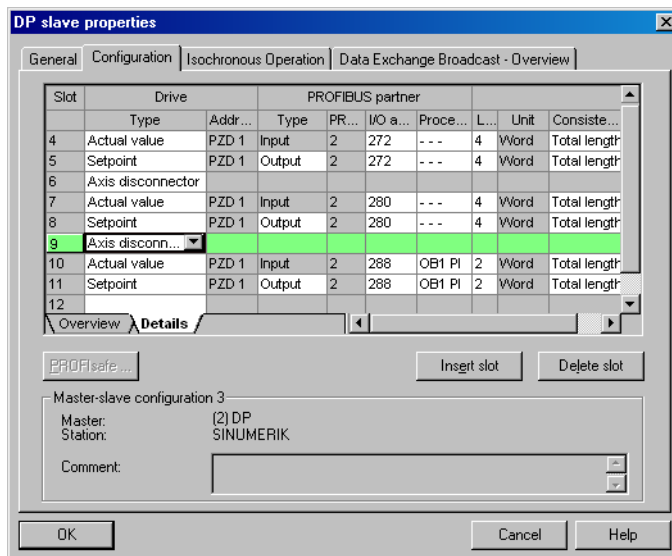 DP slave properties
General Configuration Isochronous Operation Data Exchange Broadcast - Overview
Slot Drive PROFIBUS partner
Type Addr... Type PR... I/O a... Proce... L... Unit Consiste...
4 Actual value PZD 1 Input 2 272 - - - 4 Word Total length
5 Setpoint PZD 1 Output 2 272 - - - 4 Word Total length
6 Axis disconnector
7 Actual value PZD 1 Input 2 280 - - - 4 Word Total length
8 Setpoint PZD 1 Output 2 280 - - - 4 Word Total length
9 Axis disconn...
10 Actual value PZD 1 Input 2 288 OB1 PI 2 Word Total length
11 Setpoint PZD 1 Output 2 288 OB1 PI 2 Word Total length
12
Overview Details
PROFIsafe ... Insert slot Delete slot
Master-slave configuration 3
Master: (2) DP
Station: SINUMERIK
Comment:
OK Cancel Help